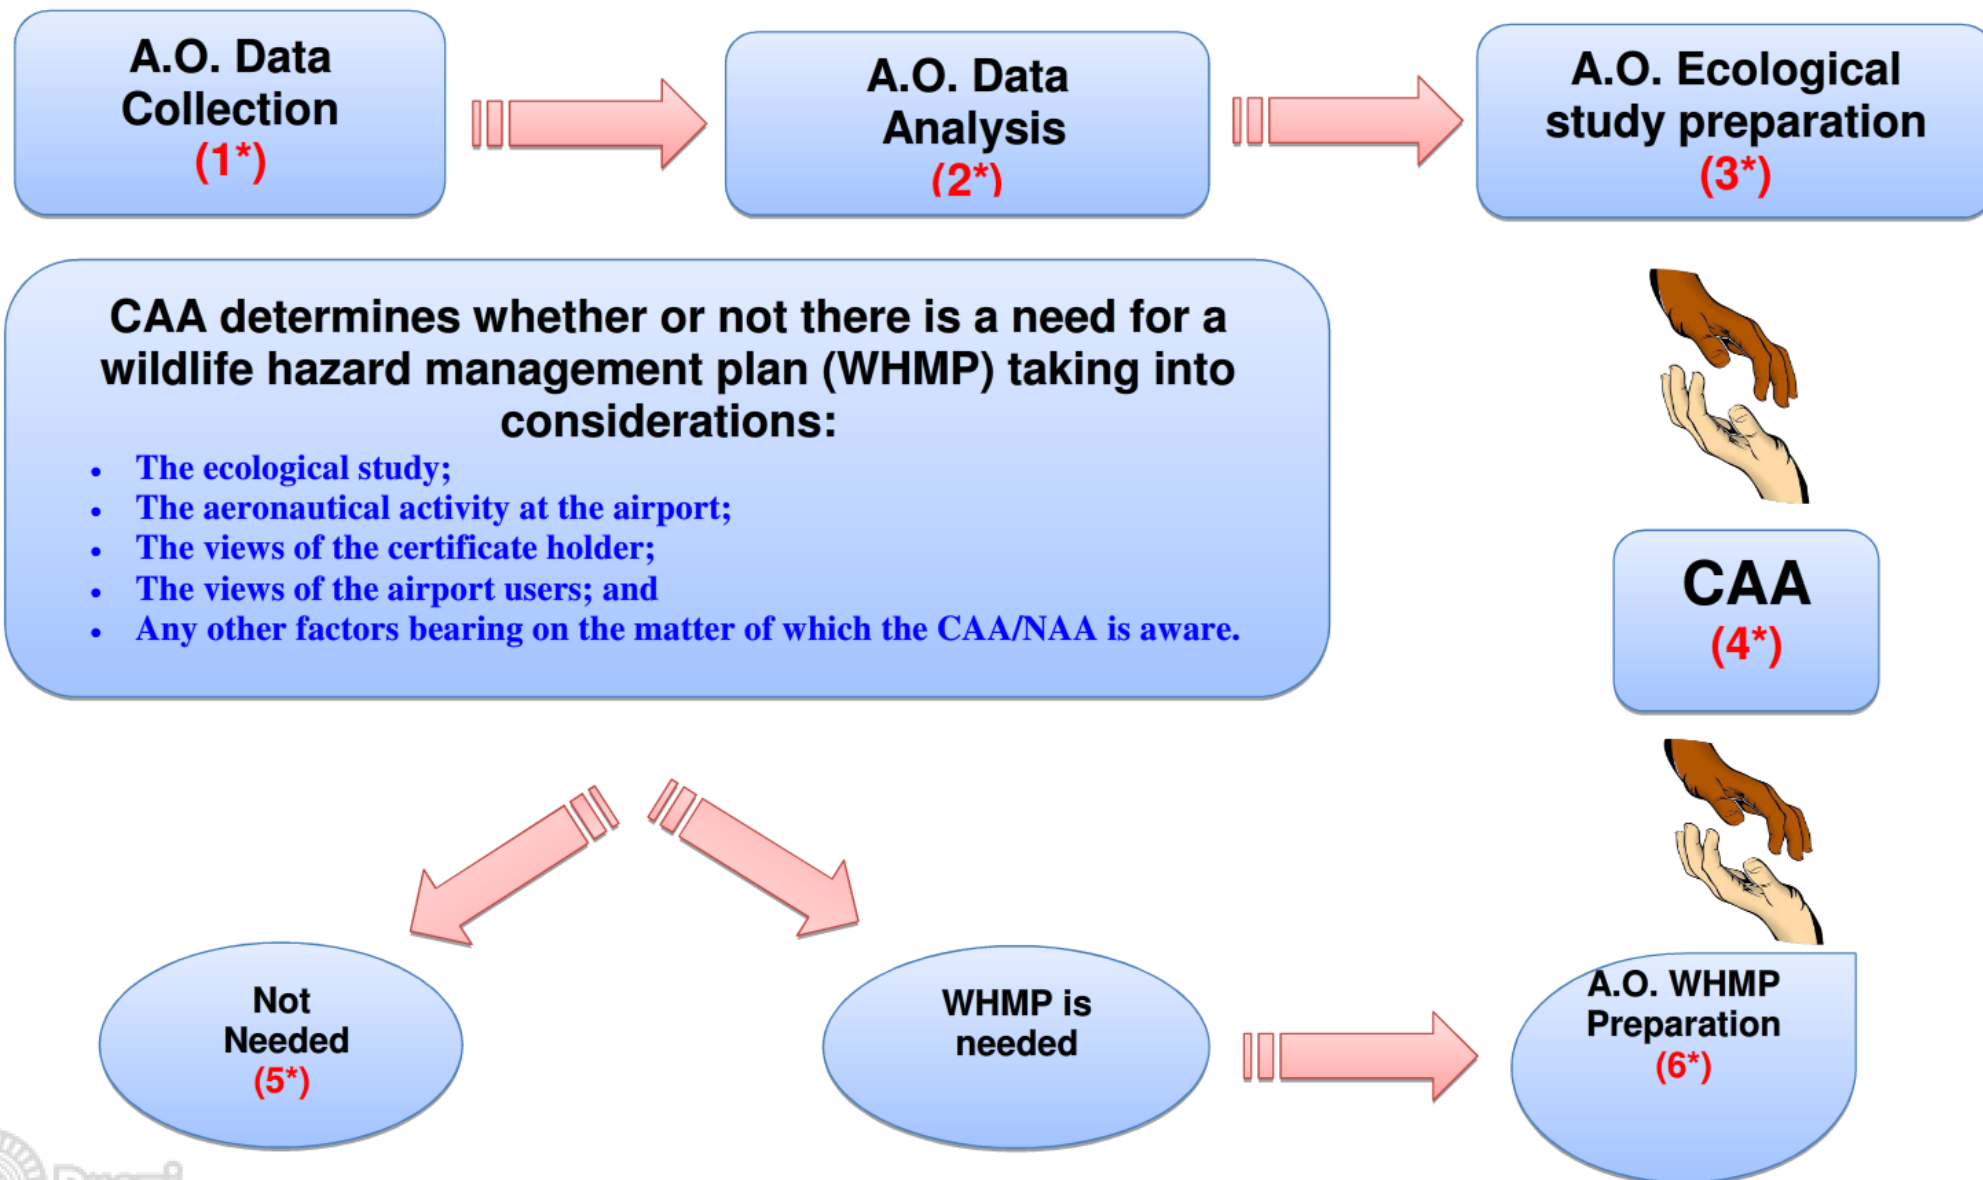 A.O. Data
Collection
(1*)
A.O. Data
Analysis
(2*)
A.O. Ecological
study preparation
(3*)
CAA determines whether or not there is a need for a
wildlife hazard management plan (WHMP) taking into
considerations:
• The ecological study;
• The aeronautical activity at the airport;
• The views of the certificate holder;
• The views of the airport users; and
• Any other factors bearing on the matter of which the CAA/NAA is aware.
CAA
(4*)
Not
Needed
(5*)
WHMP is
needed
A.O. WHMP
Preparation
(6*)